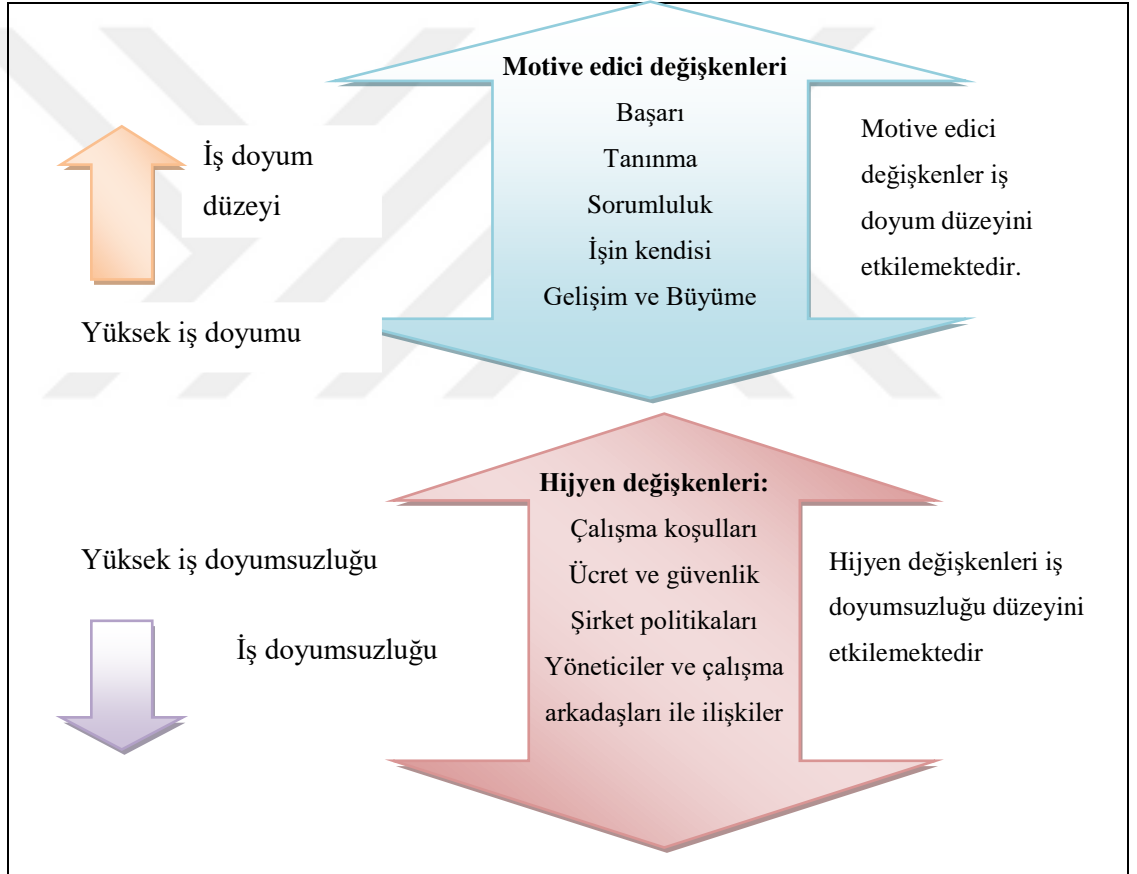 Motive edici değişkenleri
Başarı
Tanınma
Sorumluluk
İşin kendisi
Gelişim ve Büyüme
İş doyum
düzeyi
Yüksek iş doyumu
Motive edici
değişkenler iş
doyum düzeyini
etkilemektedir.
Hijyen değişkenleri:
Çalışma koşulları
Ücret ve güvenlik
Şirket politikaları
Yöneticiler ve çalışma
arkadaşları ile ilişkiler
Yüksek iş doyumsuzluğu
İş doyumsuzluğu
Hijyen değişkenleri iş
doyumsuzluğu düzeyini
etkilemektedir